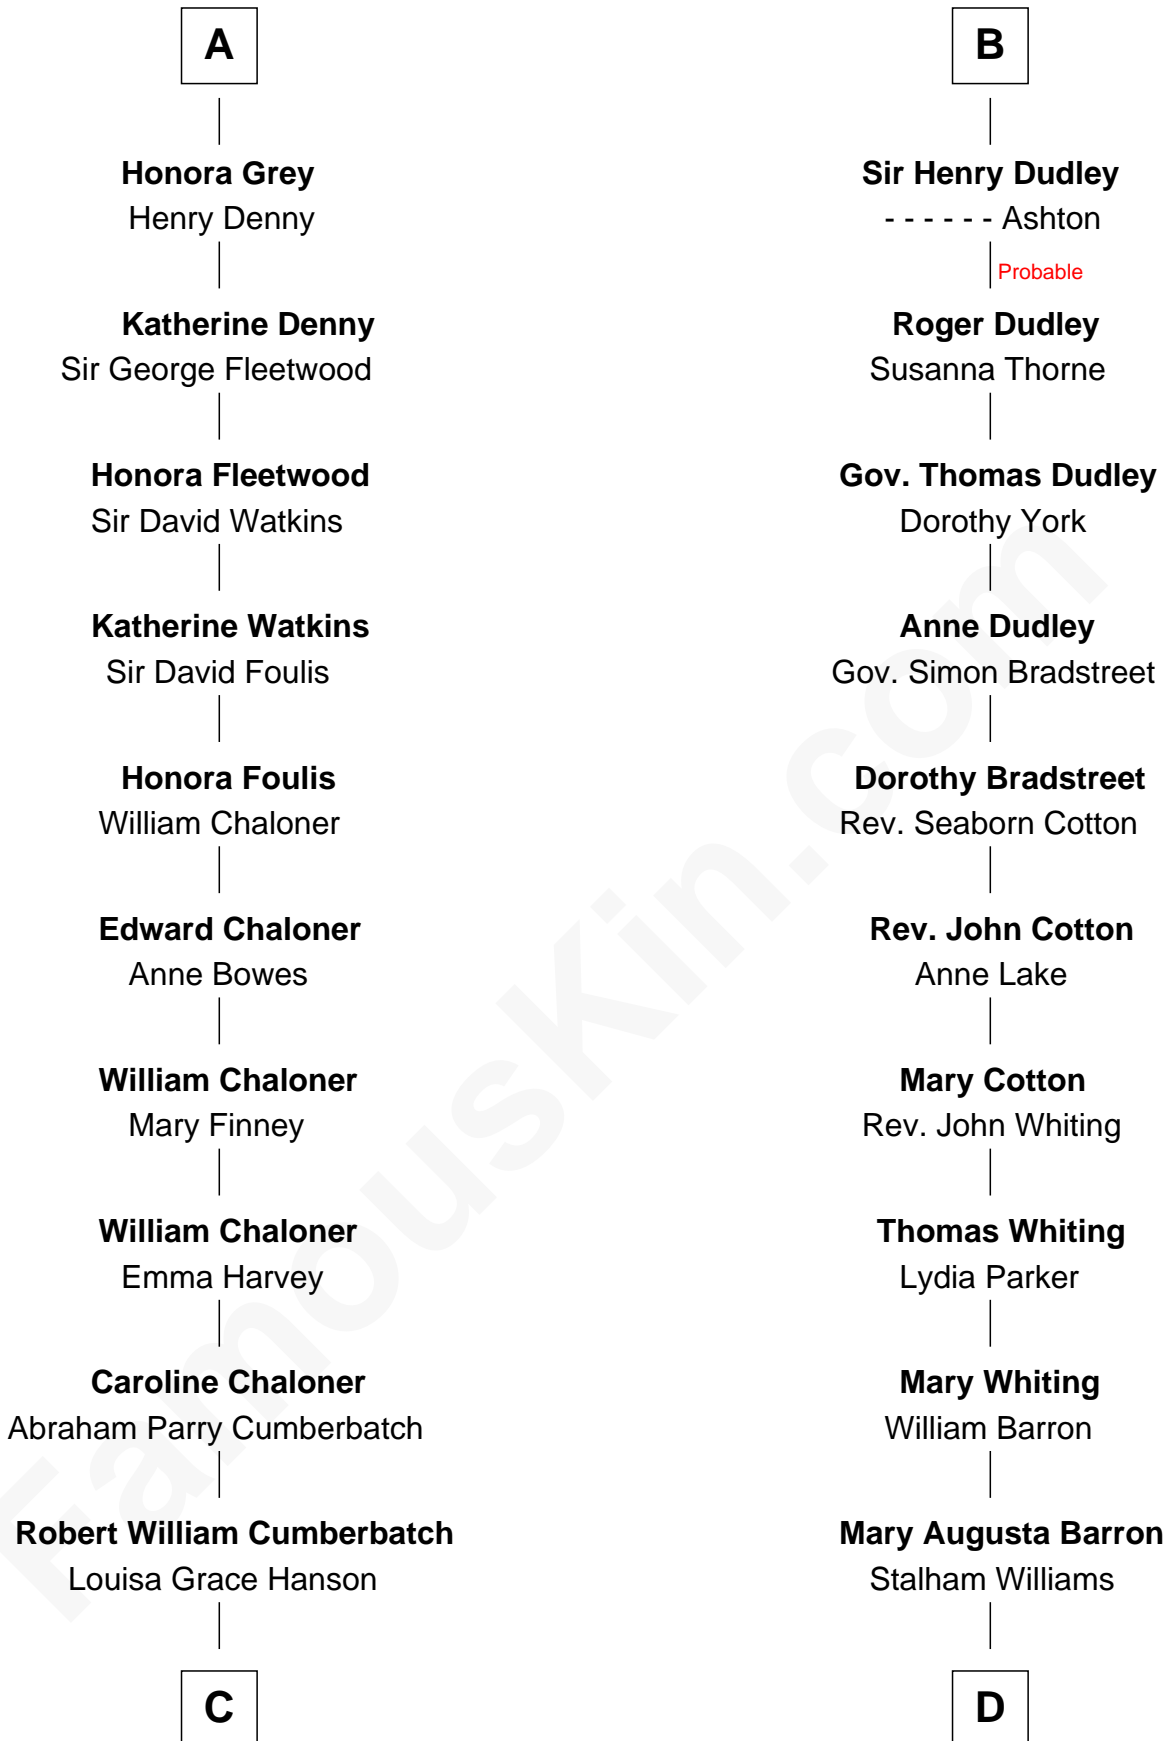 A
Honora Grey
Henry Denny
Katherine Denny
Sir George Fleetwood
Honora Fleetwood
Sir David Watkins
Katherine Watkins
Sir David Foulis
Honora Foulis
William Chaloner
Edward Chaloner
Anne Bowes
William Chaloner
Mary Finney
William Chaloner
Emma Harvey
Caroline Chaloner
Abraham Parry Cumberbatch
Robert William Cumberbatch
Louisa Grace Hanson
C
B
Sir Henry Dudley
- - - - - - Ashton
Probable
Roger Dudley
Susanna Thorne
Gov. Thomas Dudley
Dorothy York
Anne Dudley
Gov. Simon Bradstreet
Dorothy Bradstreet
Rev. Seaborn Cotton
Rev. John Cotton
Anne Lake
Mary Cotton
Rev. John Whiting
Thomas Whiting
Lydia Parker
Mary Whiting
William Barron
Mary Augusta Barron
Stalham Williams
D
FamousKin.com